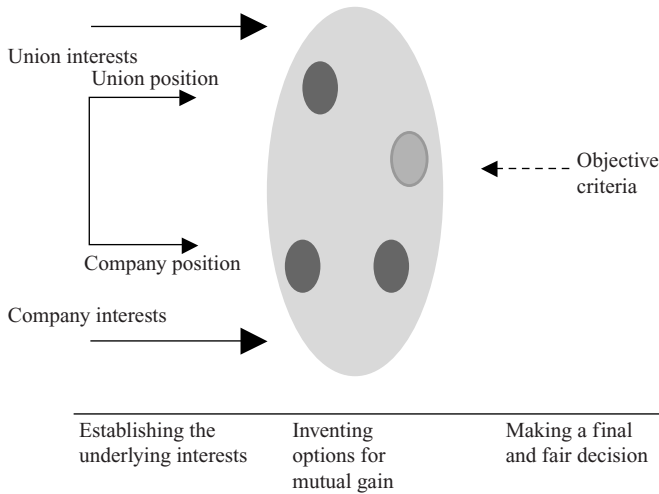 Union interests
Union position
Objective
criteria
Company position
Company interests
Establishing the
underlying interests
Inventing
options for
mutual gain
Making a final
and fair decision